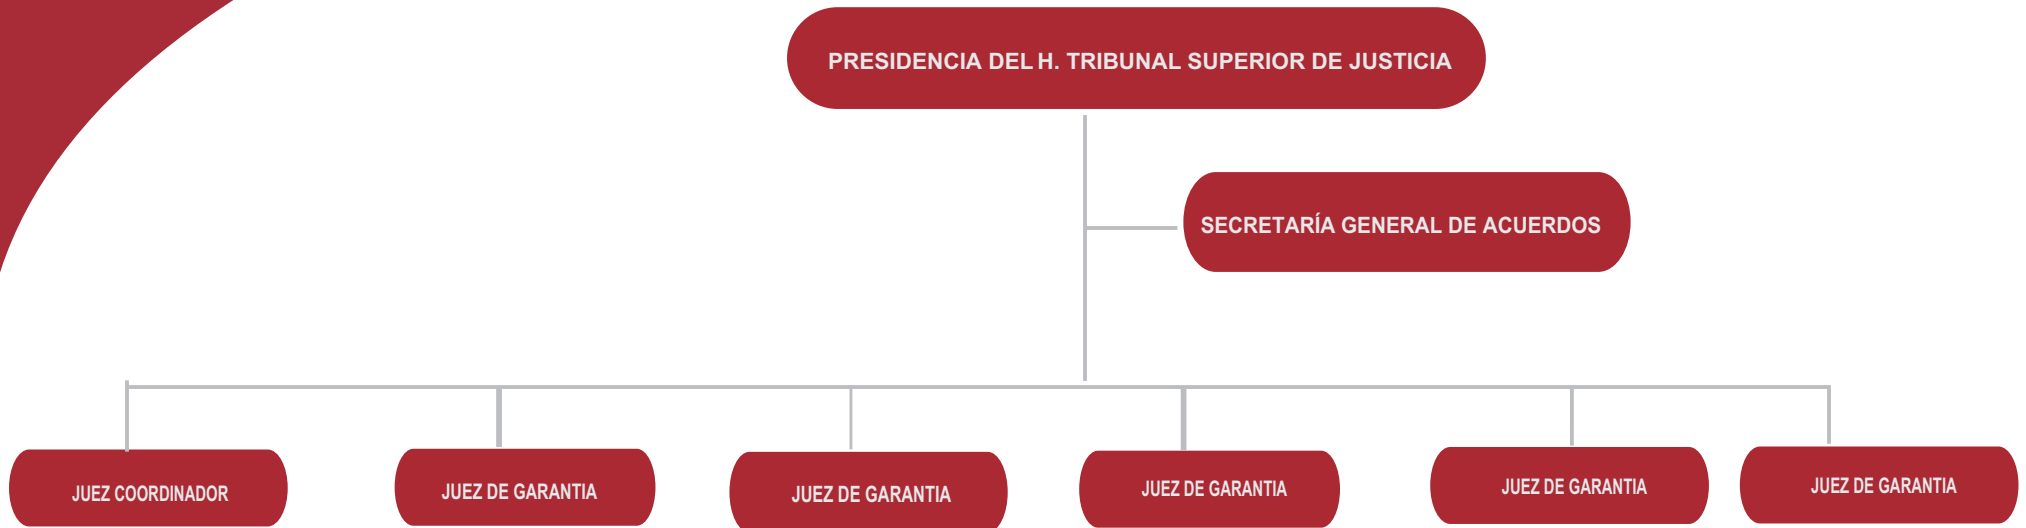 PRESIDENCIA DEL H. TRIBUNAL SUPERIOR DE JUSTICIA
SECRETARÍA GENERAL DE ACUERDOS
JUEZ COORDINADOR
JUEZ DE GARANTIA
JUEZ DE GARANTIA
JUEZ DE GARANTIA
JUEZ DE GARANTIA
JUEZ DE GARANTIA